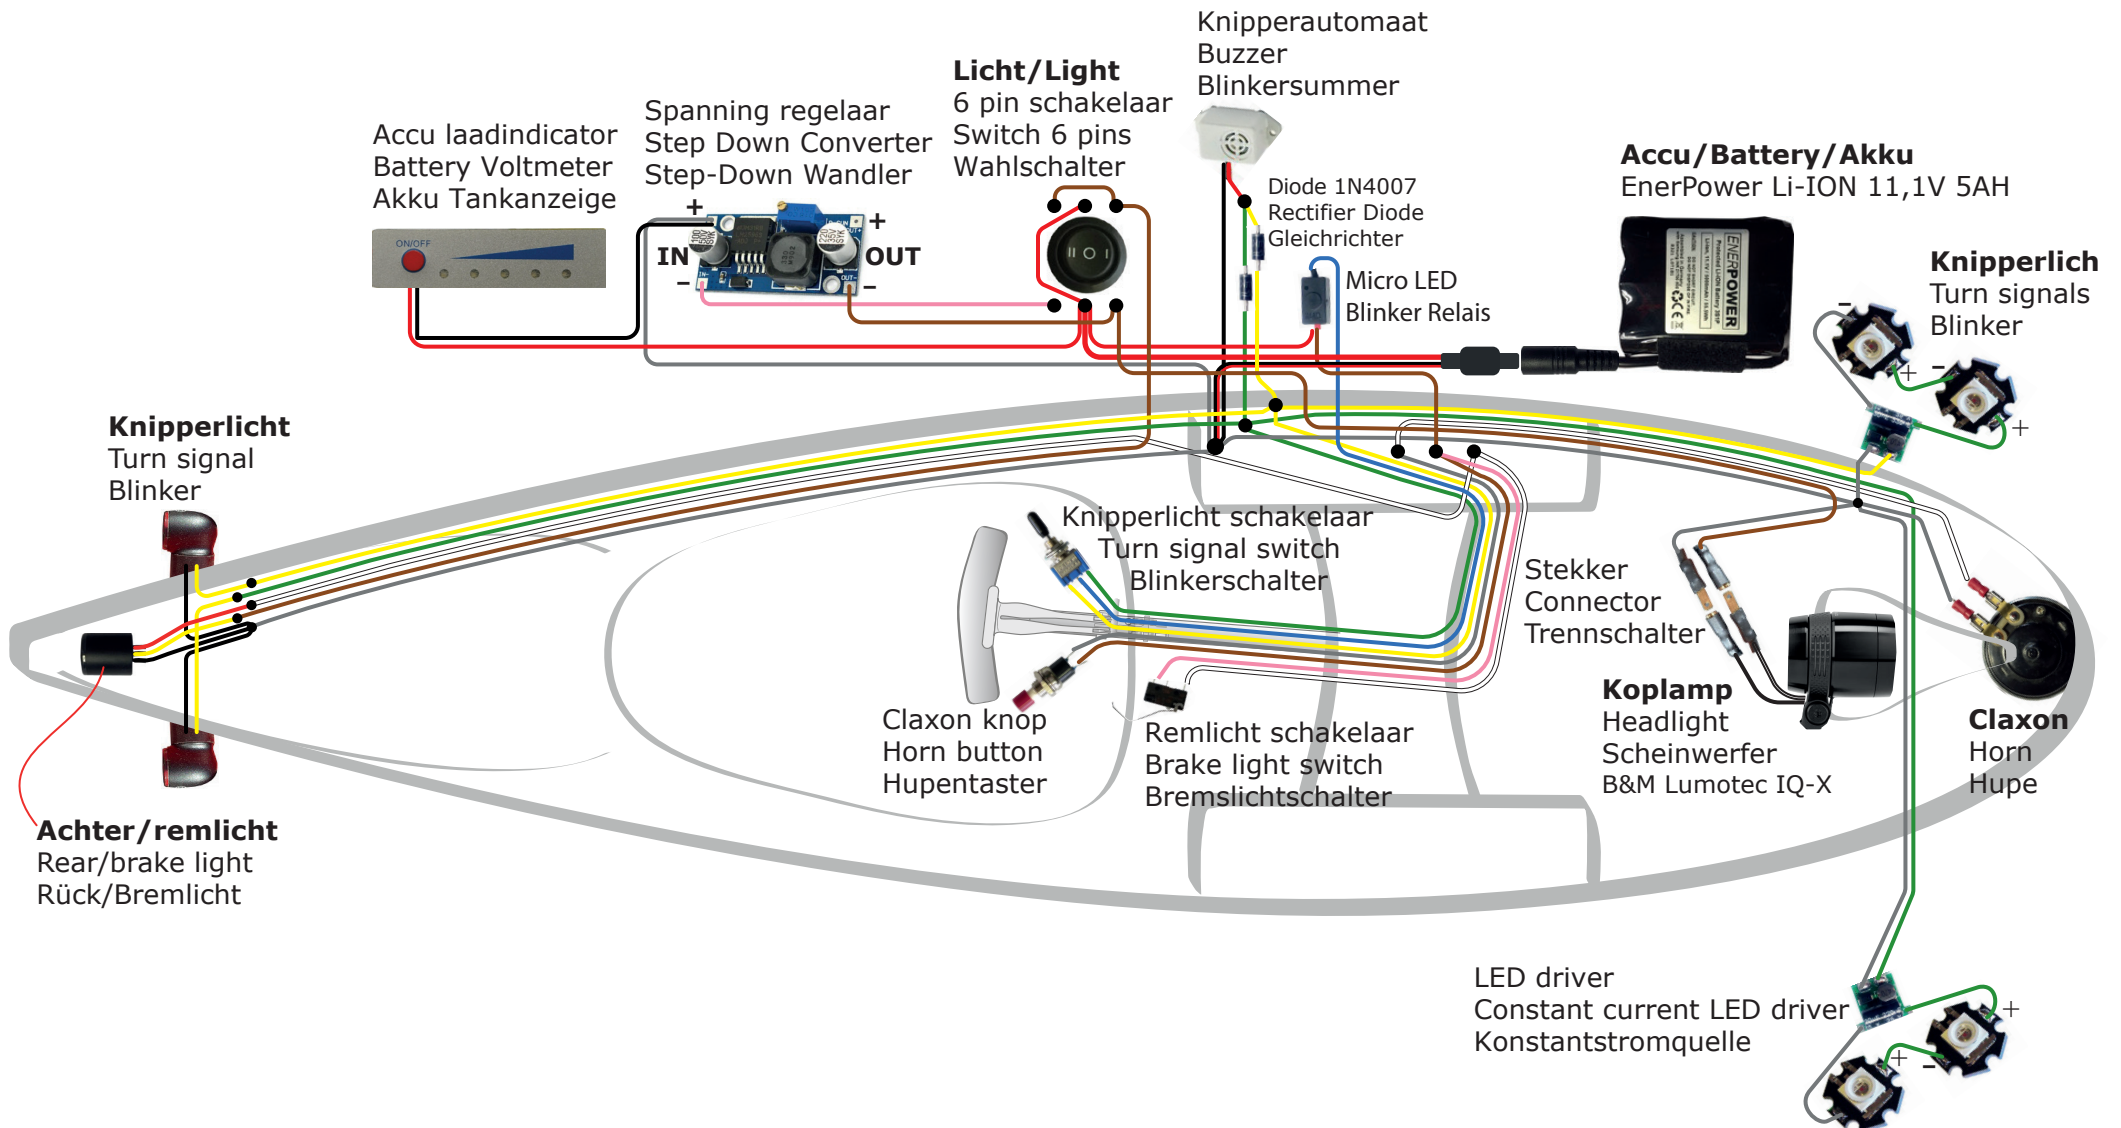 Knipperautomaat
Buzzer
Blinkersummer
Licht/Light
6 pin schakelaar
Switch 6 pins
Wahlschalter
Spanning regelaar
Step Down Converter
Step-Down Wandler
Accu laadindicator
Battery Voltmeter
Akku Tankanzeige
ON/OFF
+
IN
−
+
OUT
−
Diode 1N4007
Rectifier Diode
Gleichrichter
Micro LED
Blinker Relais
Accu/Battery/Akku
EnerPower Li-ION 11,1V 5AH
ENERPOWER
Knipperlich
Turn signals
Blinker
−
+
−
+
II O I
Knipperlicht
Turn signal
Blinker
Knipperlicht schakelaar
Turn signal switch
Blinkerschalter
Stekker
Connector
Trennschalter
Claxon knop
Horn button
Hupentaster
Remlicht schakelaar
Brake light switch
Bremslichtschalter
Koplamp
Headlight
Scheinwerfer
B&M Lumotec IQ-X
Claxon
Horn
Hupe
Achter/remlicht
Rear/brake light
Rück/Bremlicht
LED driver
Constant current LED driver
Konstantstromquelle
+
+
−